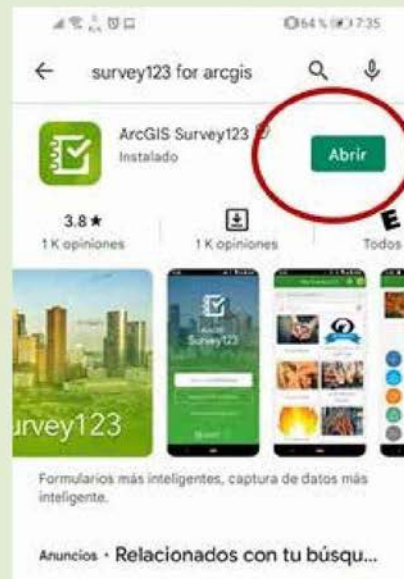 64 % 7:35
survey123 for arcgis
ArcGIS Survey123
Instalado
Abrir
3.8 ★
1 K opiniones
1 K opiniones
E
Todos
urvey123
Survey123
Formularios más inteligentes, captura de datos más
inteligente.
Anuncios · Relacionados con tu búsqu...